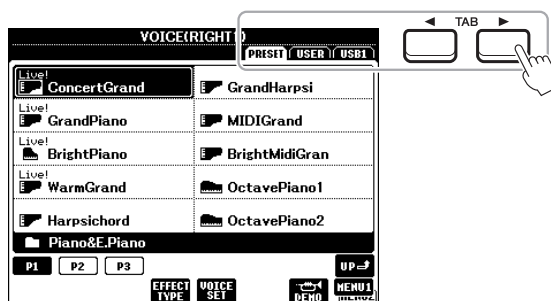 ◄ TAB ►
VOICE(RIGHT1)
PRESET USER USB1
Live!
ConcertGrand
GrandHarpsi
Live!
GrandPiano
MIDIGrand
Live!
BrightPiano
BrightMidiGran
Live!
WarmGrand
OctavePiano1
Harpsichord
OctavePiano2
Piano&E.Piano
P1 P2 P3 UP
EFFECT TYPE VOICE SET DEMO MENU1
MENU2